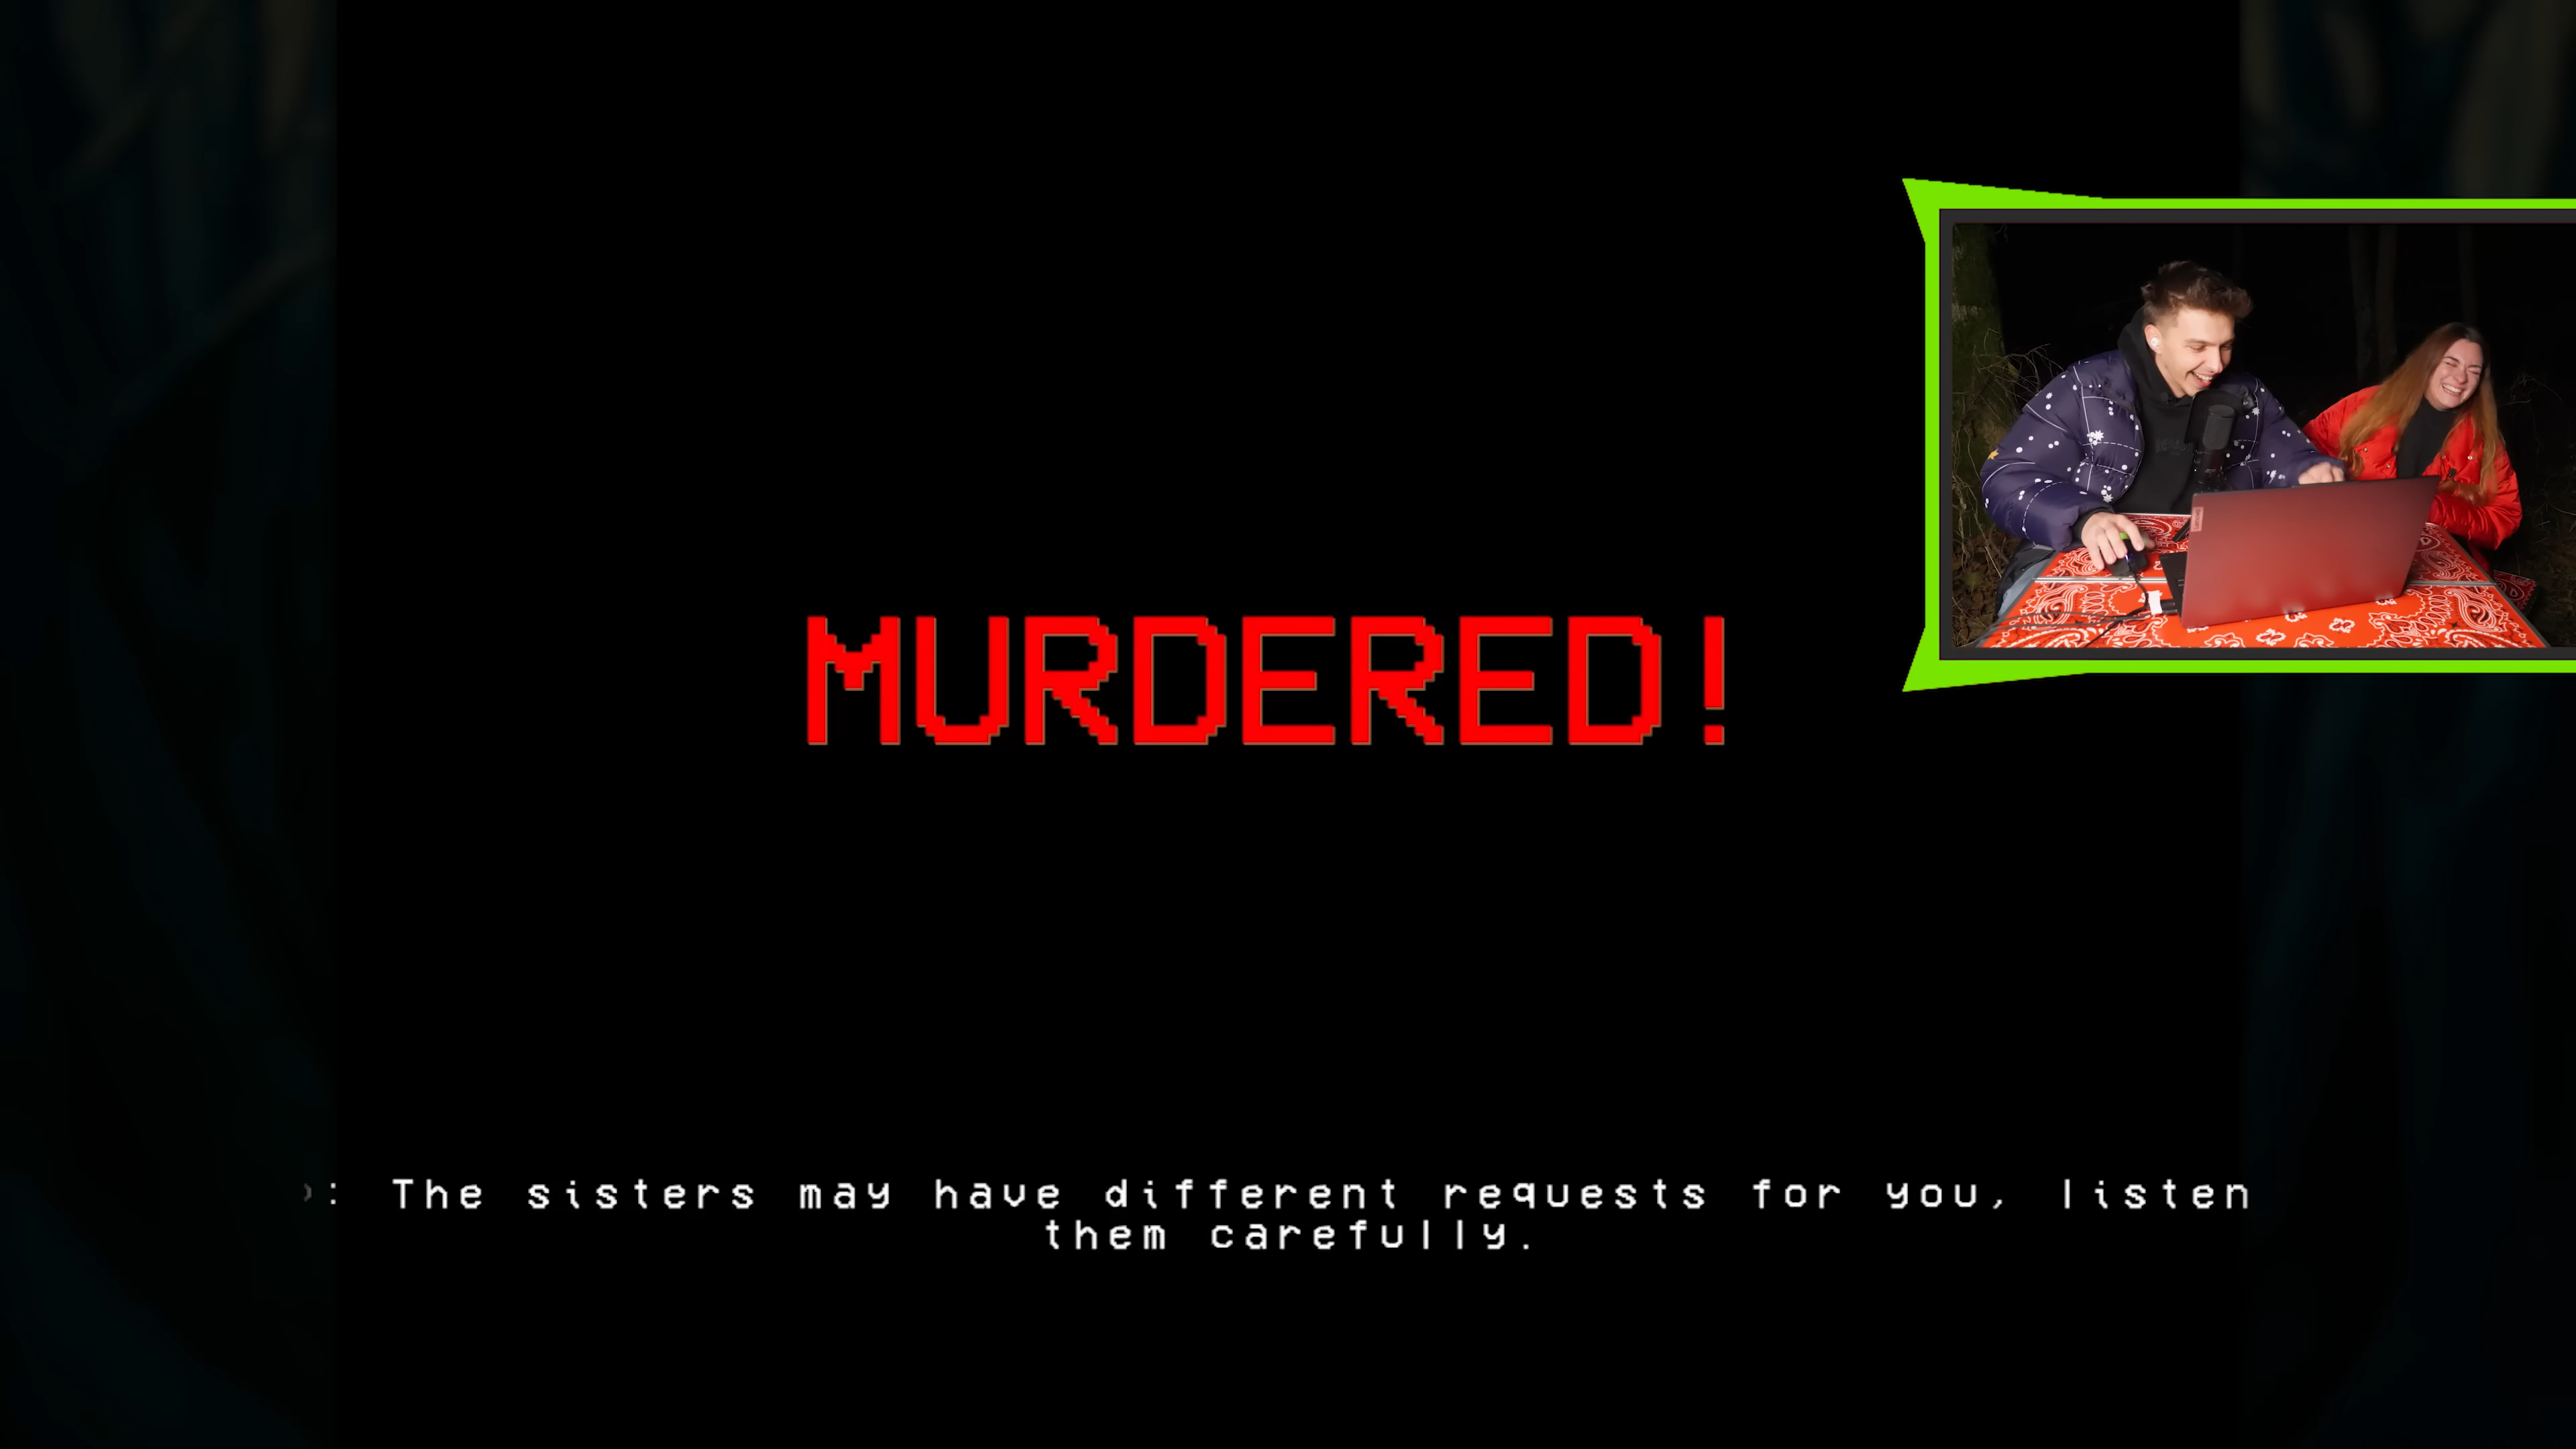 MURDERED!
: The sisters may have different requests for you, listen
them carefully.